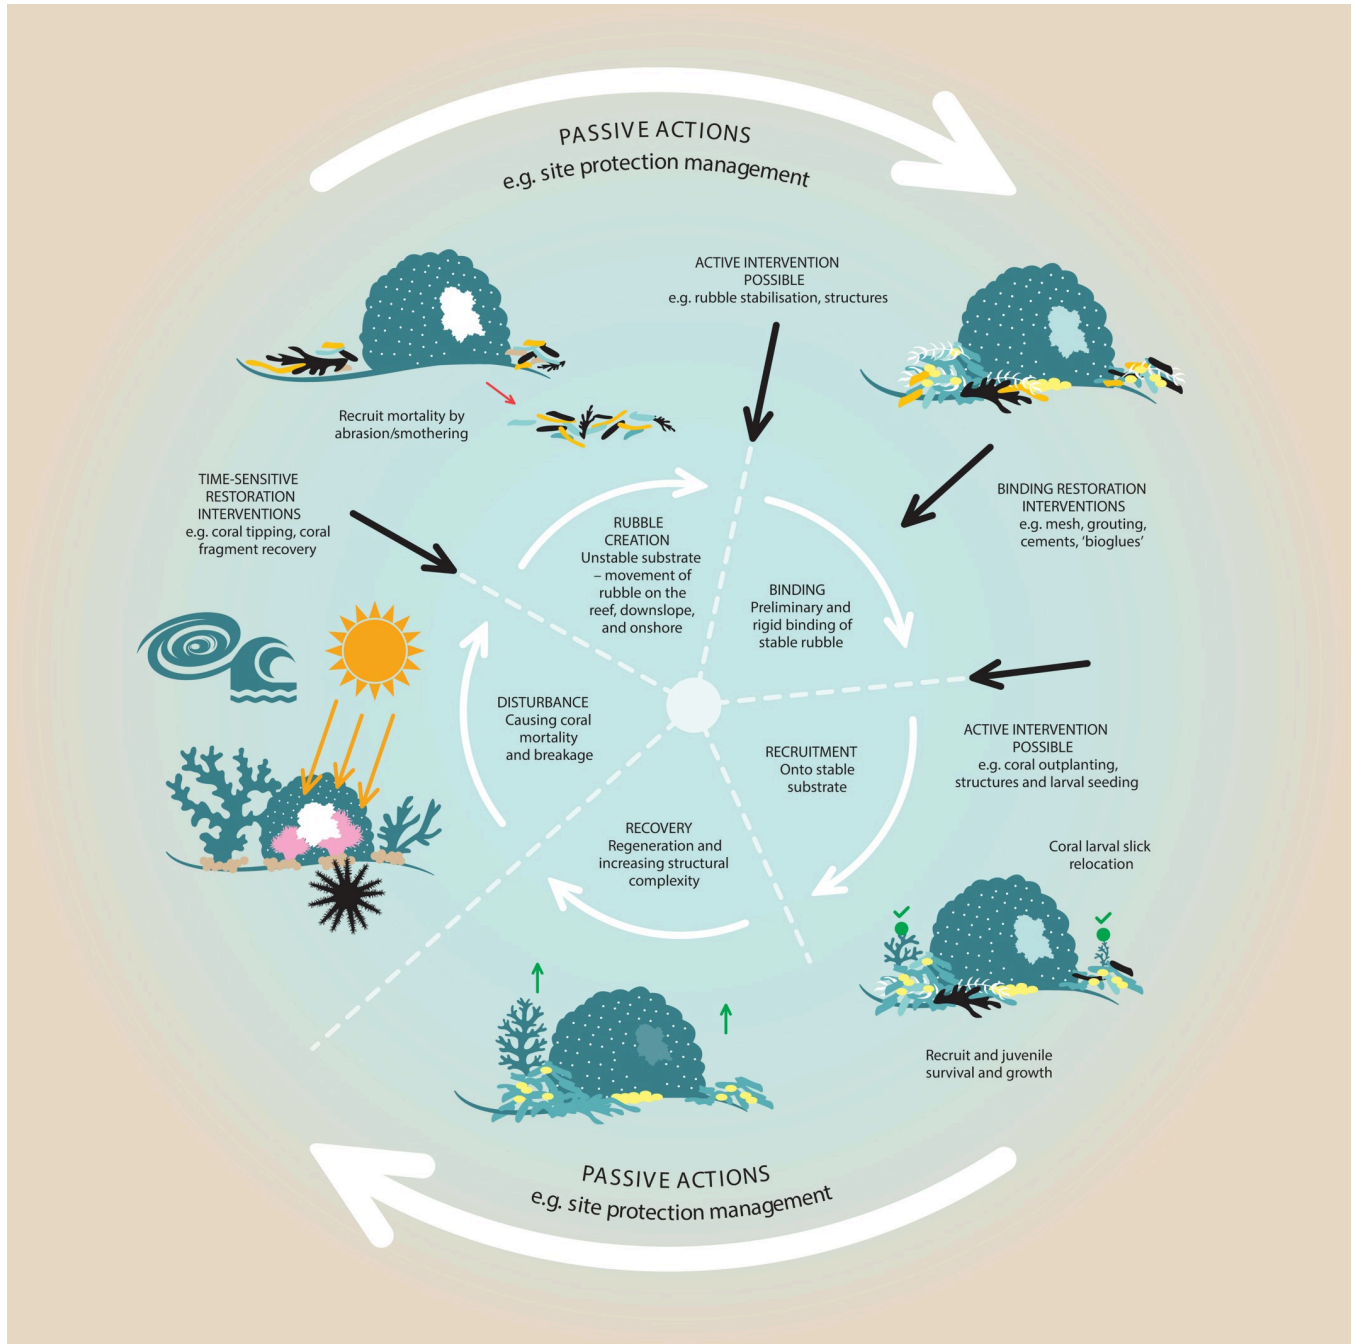 PASSIVE ACTIONS
e.g. site protection management
ACTIVE INTERVENTION
POSSIBLE
e.g. rubble stabilisation, structures
Recruit mortality by
abrasion/smothering
TIME-SENSITIVE
RESTORATION
INTERVENTIONS
e.g. coral tipping, coral
fragment recovery
BINDING RESTORATION
INTERVENTIONS
e.g. mesh, grouting,
cements, ‘bioglues’
RUBBLE
CREATION
Unstable substrate
– movement of
rubble on the
reef, downslope,
and onshore
BINDING
Preliminary and
rigid binding of
stable rubble
DISTURBANCE
Causing coral
mortality
and breakage
RECRUITMENT
Onto stable
substrate
ACTIVE INTERVENTION
POSSIBLE
e.g. coral outplanting,
structures and larval seeding
RECOVERY
Regeneration and
increasing structural
complexity
Coral larval slick
relocation
Recruit and juvenile
survival and growth
PASSIVE ACTIONS
e.g. site protection management